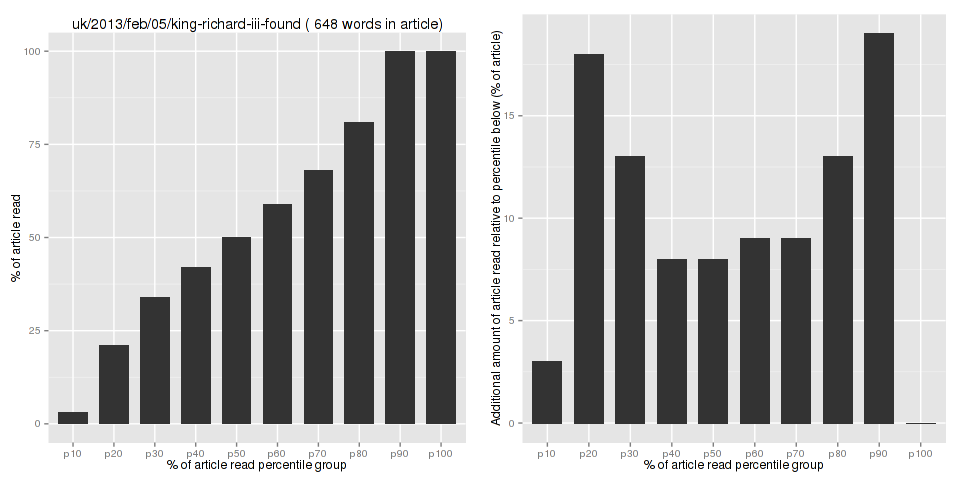 uk/2013/feb/05/king-richard-iii-found ( 648 words in article)
% of article read
100
75
50
25
0
p10 p20 p30 p40 p50 p60 p70 p80 p90 p100
% of article read percentile group
Additional amount of article read relative to percentile below (% of article)
15
10
5
0
p10 p20 p30 p40 p50 p60 p70 p80 p90 p100
% of article read percentile group